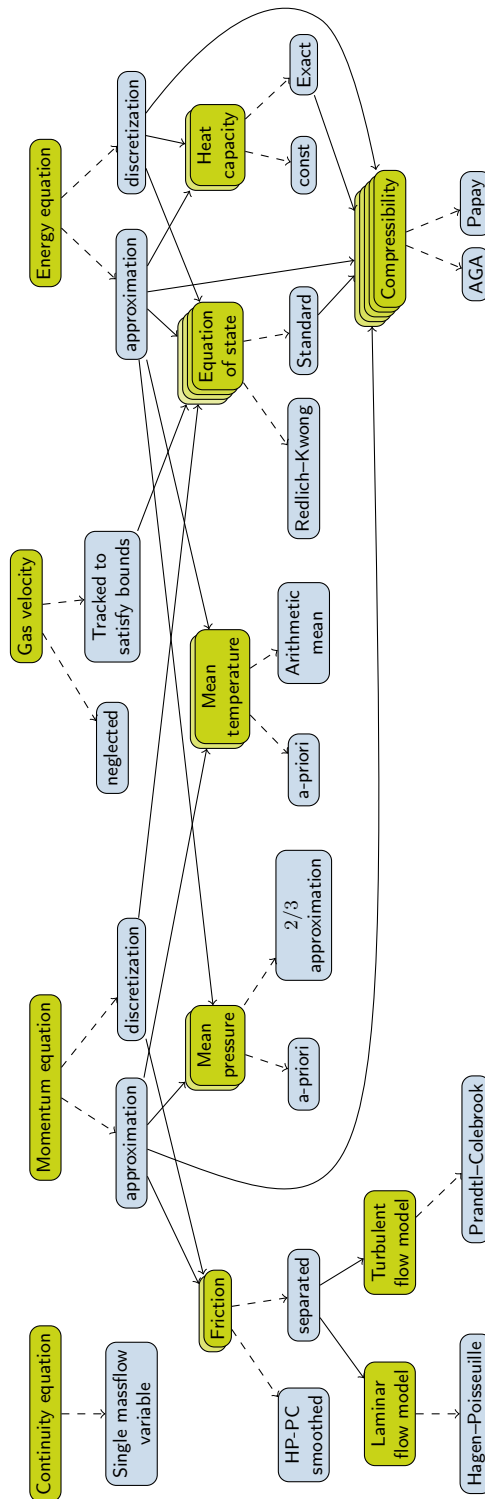 Continuity equation
Momentum equation
Gas velocity
Energy equation
Single massflow
variable
approximation
discretization
neglected
Tracked to
satisfy bounds
approximation
discretization
Friction
Mean
pressure
Mean
temperature
Equation
of state
Heat
capacity
HP-PC
smoothed
separated
a-priori
2/3
approximation
a-priori
Arithmetic
mean
Redlich–Kwong
Standard
const
Exact
Laminar
flow model
Turbulent
flow model
Compressibility
Hagen–Poisseuille
Prandtl–Colebrook
AGA
Papay